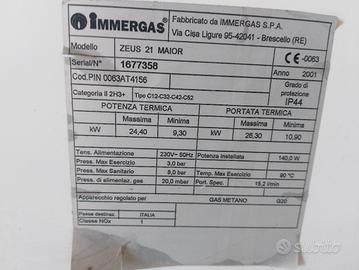 IMMERGAS
Fabbricato da IMMERGAS S.P.A.
Via Cisa Ligure 95-42041 - Brescello (RE)
Modello ZEUS 21 MAIOR
CE -0063
Serial/N° 1677358
Anno 2001
Cod.PIN 0063AT4156
Grado di protezione
IP44
Categoria II 2H3+ Tipo C12-C32-C42-C52
POTENZA TERMICA PORTATA TERMICA
Massima Minima Massima Minima
kW 24,40 9,30 kW 26,30 10,90
Tens. Alimentazione 230V~ 50Hz Potenza installata 140,0 W
Press. Max Esercizio 3,0 bar Temp. Max Esercizio 90 °C
Press. Max Sanitario 8,0 bar Port. Spec. 15,2 l/min
Press. di alimentaz. gas 20,0 mbar
Apparecchio regolato per GAS METANO G20
Paese destinaz ITALIA
Classe NOx 1
Subito